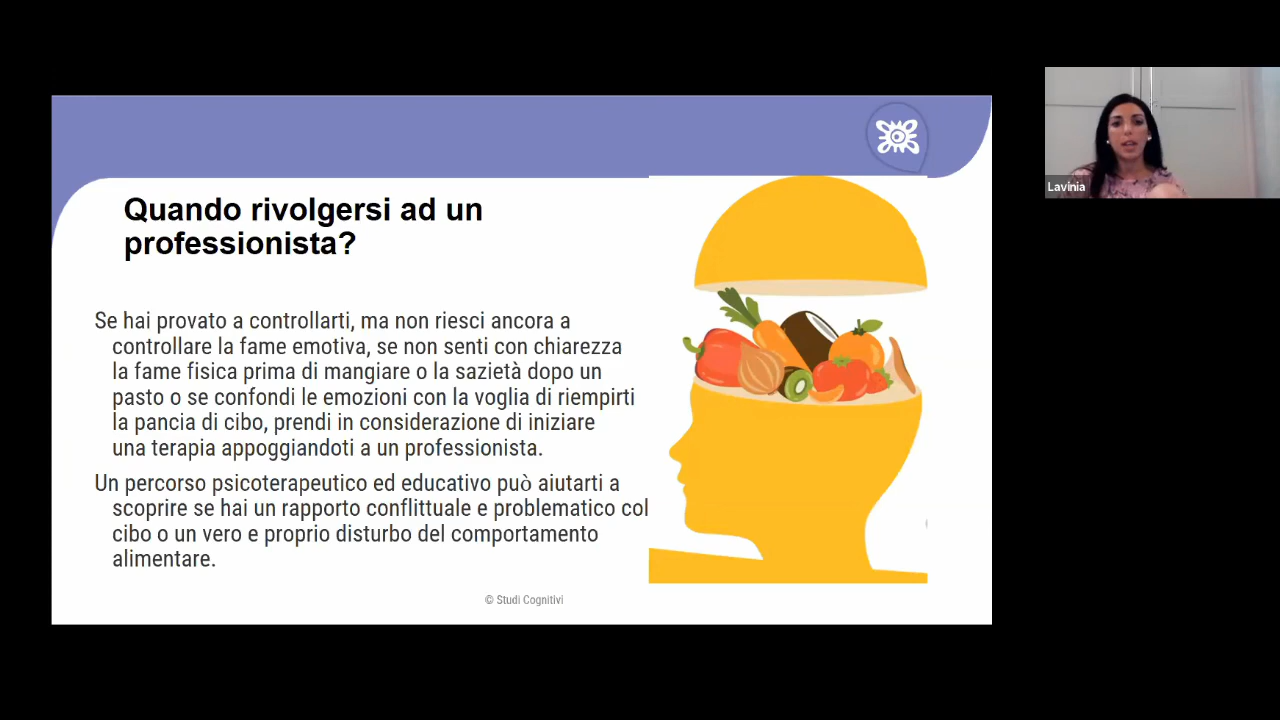 Quando rivolgersi ad un
professionista?
Se hai provato a controllarti, ma non riesci ancora a
controllare la fame emotiva, se non senti con chiarezza
la fame fisica prima di mangiare o la sazietà dopo un
pasto o se confondi le emozioni con la voglia di riempirti
la pancia di cibo, prendi in considerazione di iniziare
una terapia appoggiandoti a un professionista.
Un percorso psicoterapeutico ed educativo può aiutarti a
scoprire se hai un rapporto conflittuale e problematico col
cibo o un vero e proprio disturbo del comportamento
alimentare.
© Studi Cognitivi
Lavinia